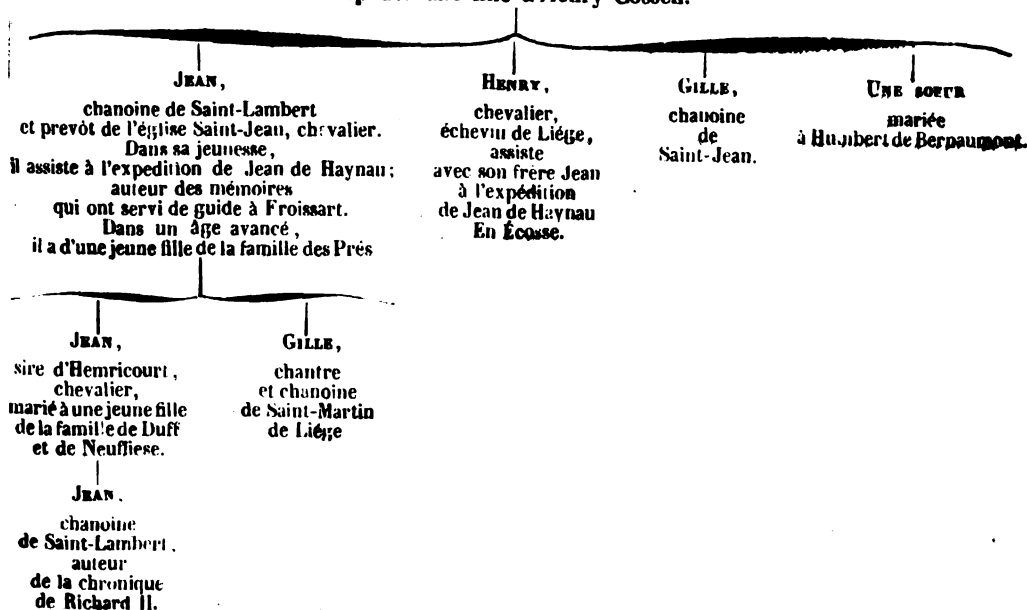 une fille d'Henry
JEAN,
chanoine de Saint-Lambert
et prevòt de l'église Saint-Jean, chevalier.
Dans sa jeunesse,
il assiste à l'expedition de Jean de Haynau;
auteur des mémoires
qui ont servi de guide à Froissart.
Dans un âge avancé,
il a d'une jeune fille de la famille des Prés
HENRY,
chevalier,
échevin de Liége,
assiste
avec son frère Jean
à l'expédition
de Jean de Haynau
En Écosse.
GILLE,
chanoine
de
Saint-Jean.
UNE SOEUR
mariée
à Humbert de Berpaumont.
JEAN,
sire d'Hemricourt,
chevalier,
marié à une jeune fille
de la famille de Duff
et de Neuffiese.
GILLE,
chantre
et chanoine
de Saint-Martin
de Liége
JEAN.
chanoine
de Saint-Lambert,
auteur
de la chronique
de Richard II.